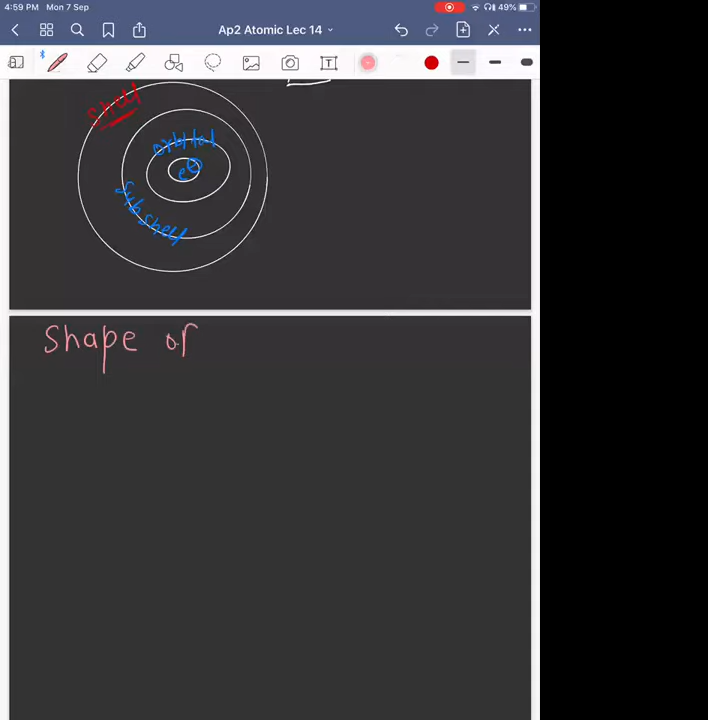 4:59 PM Mon 7 Sep
49%
Ap2 Atomic Lec 14
T
shell
orbital
e
subshell
Shape of